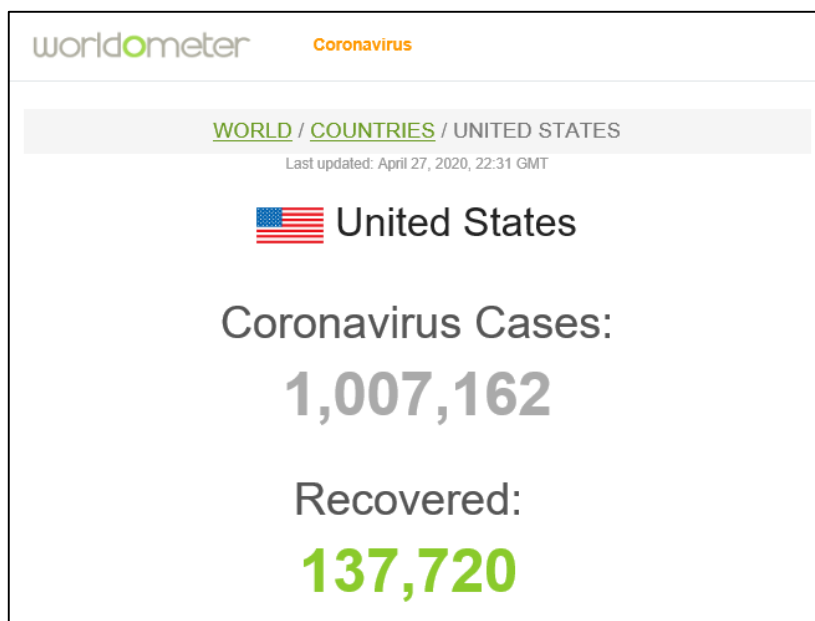 worldometer Coronavirus
WORLD / COUNTRIES / UNITED STATES
Last updated: April 27, 2020, 22:31 GMT
United States
Coronavirus Cases:
1,007,162
Recovered:
137,720